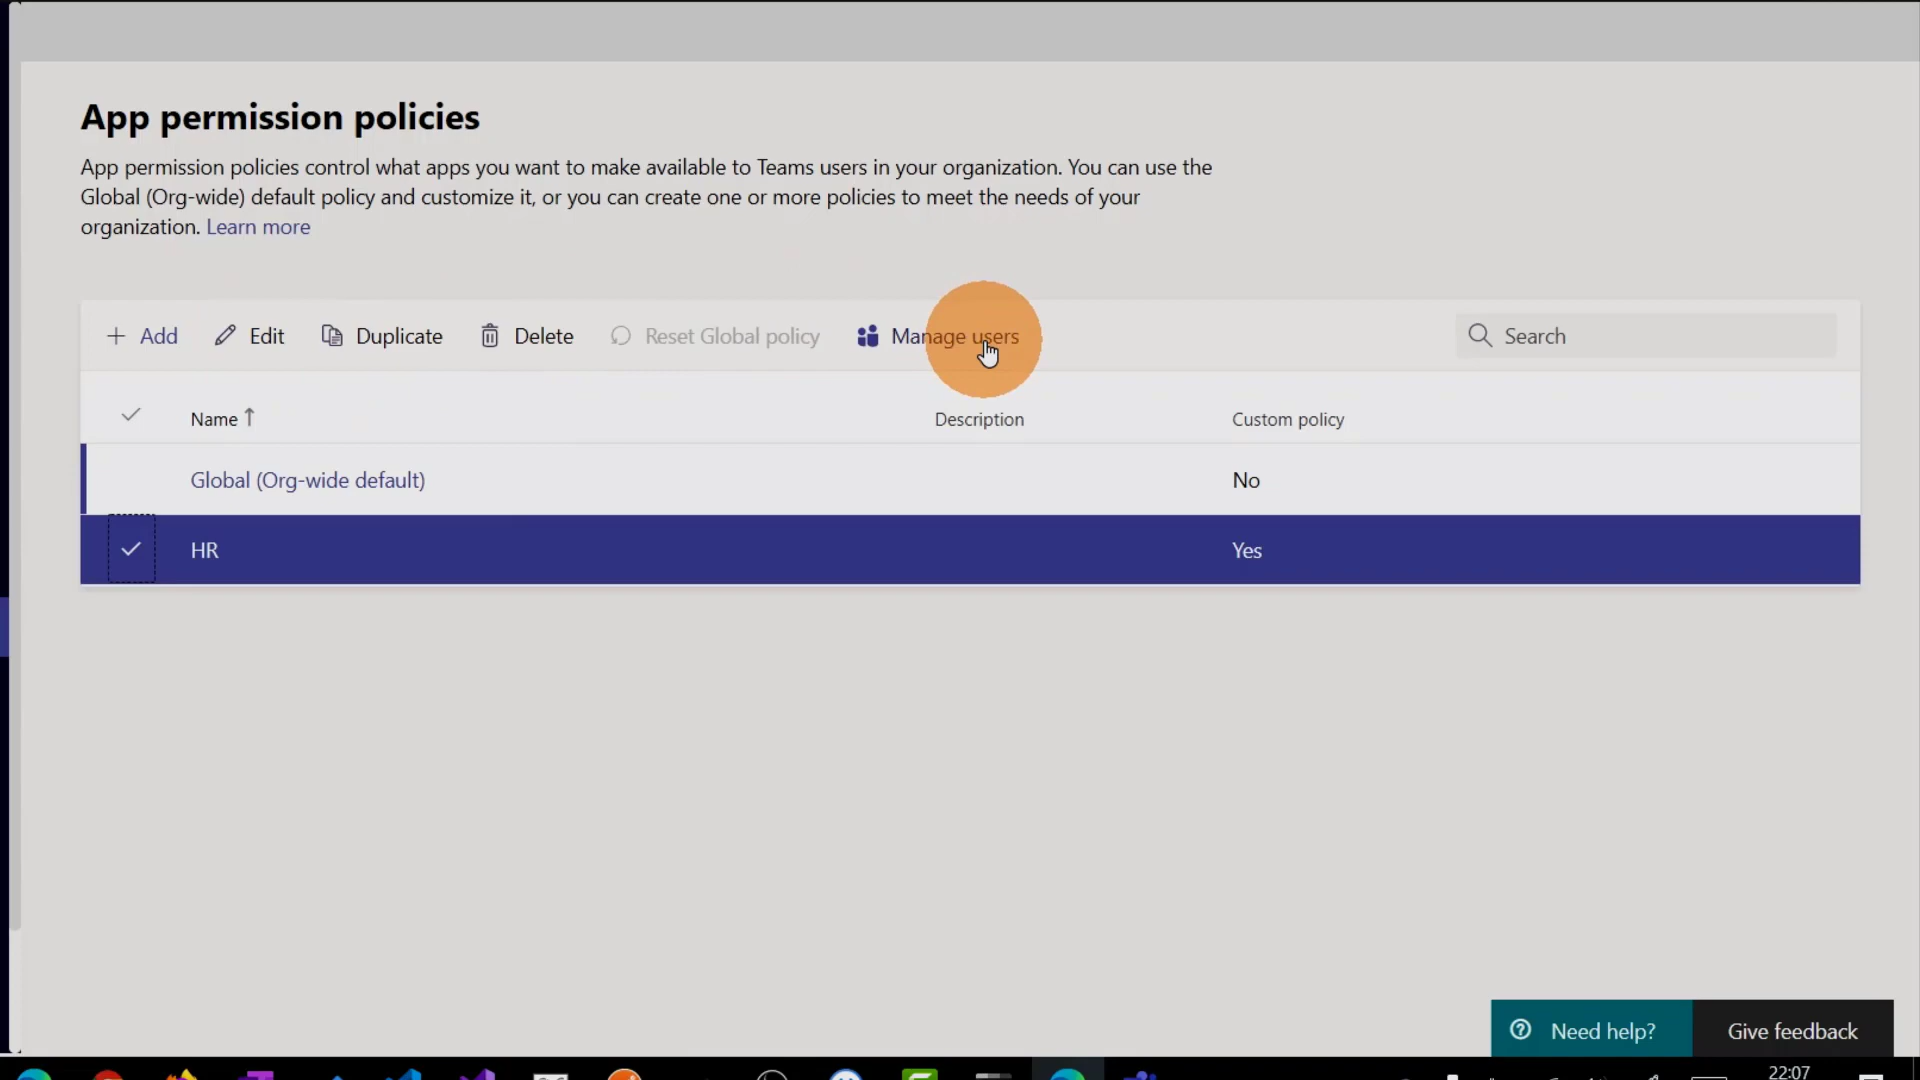 App permission policies
App permission policies control what apps you want to make available to Teams users in your organization. You can use the
Global (Org-wide) default policy and customize it, or you can create one or more policies to meet the needs of your
organization. Learn more
Add Edit Duplicate Delete Reset Global policy Manage users Search
Name Description Custom policy
Global (Org-wide default) No
HR Yes
Need help? Give feedback
22:07